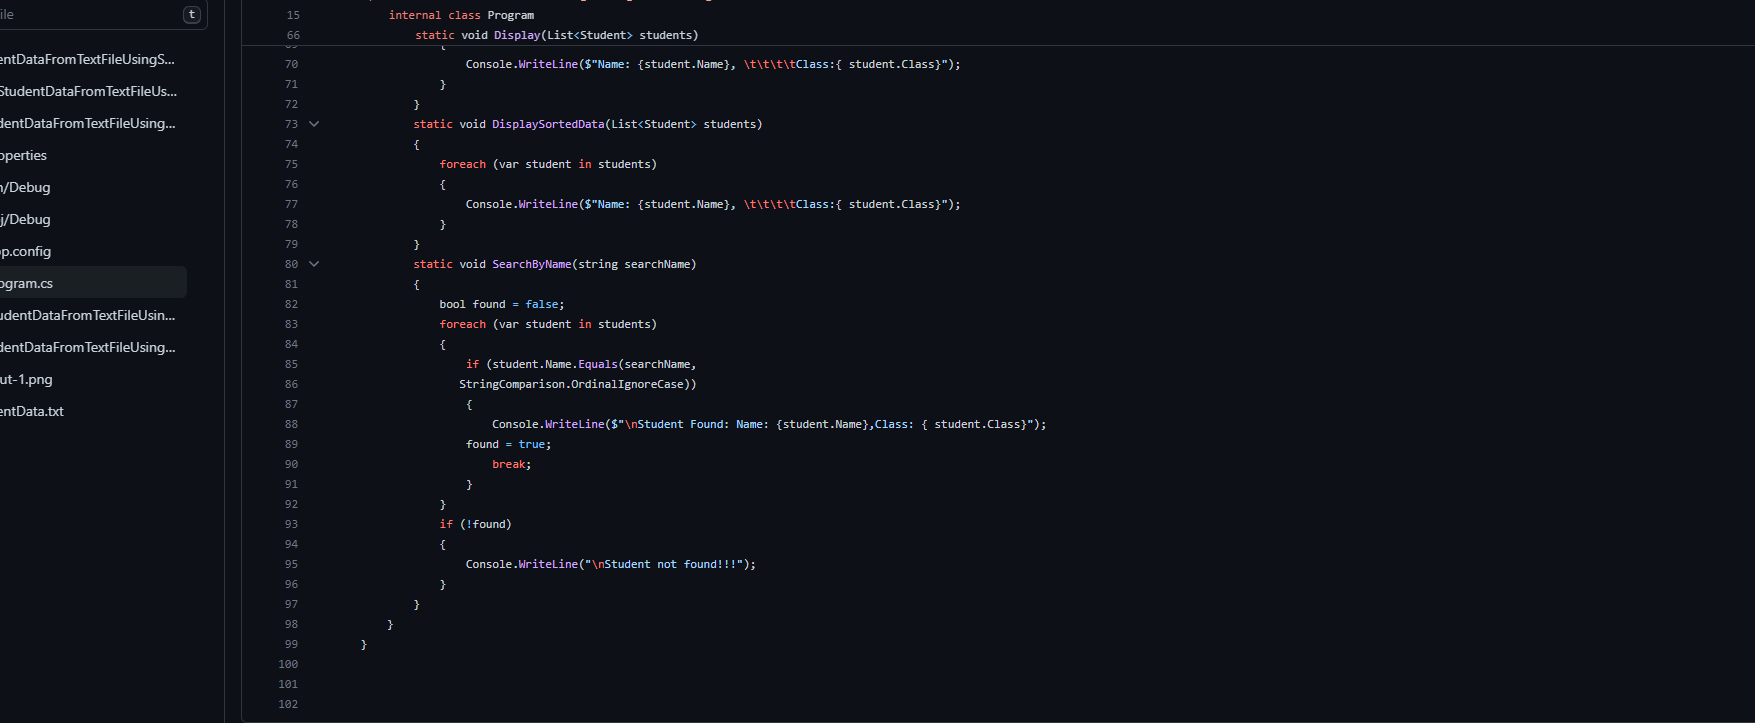 ile t
entDataFromTextFileUsingS...
StudentDataFromTextFileUs...
dentDataFromTextFileUsing...
operties
n/Debug
j/Debug
pp.config
ogram.cs
udentDataFromTextFileUsin...
dentDataFromTextFileUsing...
ut-1.png
entData.txt
15 internal class Program
66 static void Display(List<Student> students)
69 {
70 Console.WriteLine($"Name: {student.Name}, \t\t\t\tClass:{ student.Class}");
71 }
72 }
73 static void DisplaySortedData(List<Student> students)
74 {
75 foreach (var student in students)
76 {
77 Console.WriteLine($"Name: {student.Name}, \t\t\t\tClass:{ student.Class}");
78 }
79 }
80 static void SearchByName(string searchName)
81 {
82 bool found = false;
83 foreach (var student in students)
84 {
85 if (student.Name.Equals(searchName,
86 StringComparison.OrdinalIgnoreCase))
87 {
88 Console.WriteLine($"\nStudent Found: Name: {student.Name},Class: { student.Class}");
89 found = true;
90 break;
91 }
92 }
93 if (!found)
94 {
95 Console.WriteLine("\nStudent not found!!!");
96 }
97 }
98 }
99 }
100
101
102